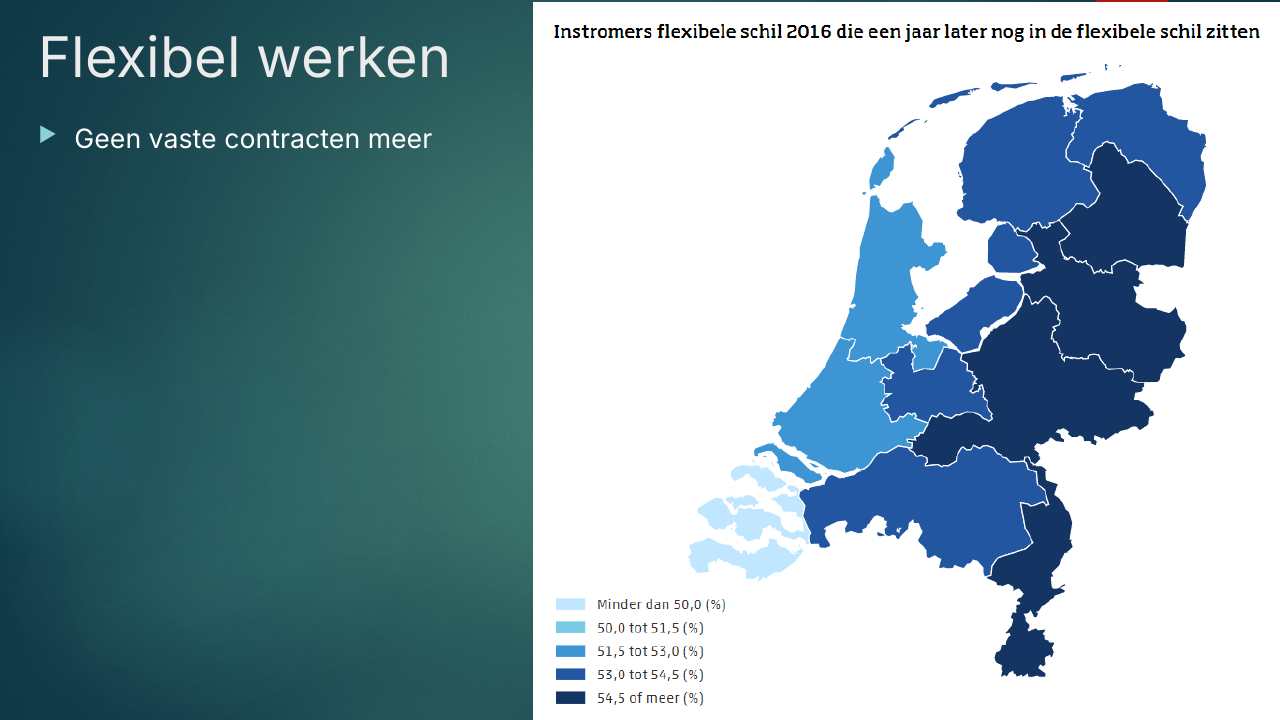 Flexibel werken
Geen vaste contracten meer
Instromers flexibele schil 2016 die een jaar later nog in de flexibele schil zitten
Minder dan 50,0 (%)
50,0 tot 51,5 (%)
51,5 tot 53,0 (%)
53,0 tot 54,5 (%)
54,5 of meer (%)